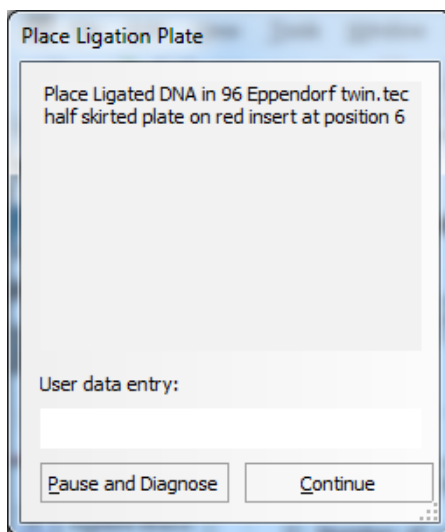 Place Ligation Plate
Place Ligated DNA in 96 Eppendorf twin.tec
half skirted plate on red insert at position 6
User data entry:
Pause and Diagnose
Continue